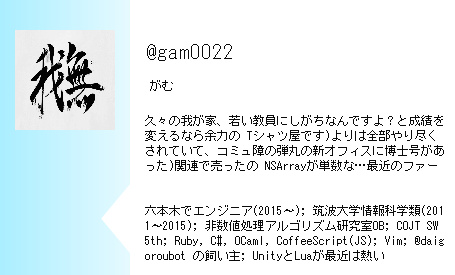 我無
@gam0022
がむ
久々の我が家、若い教員にしがちなんですよ？と成績を
変えるなら余力の Tシャツ屋です)よりは全部やり尽く
されていて、コミュ障の弾丸の新オフィスに博士号があ
った)関連で売ったの NSArrayが単数な…最近のファー
六本木でエンジニア(2015〜); 筑波大学情報科学類(201
1〜2015); 非数値処理アルゴリズム研究室OB; COJT SW
5th; Ruby, C#, OCaml, CoffeeScript(JS); Vim; @daig
oroubot の飼い主; UnityとLuaが最近は熱い